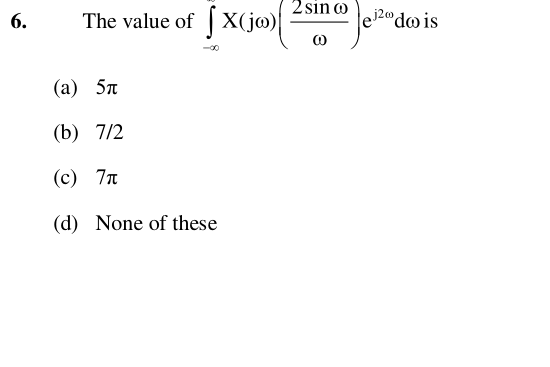 6. The value of ∫_{-∞}^{∞} X(jω)(2 sin ω / ω)e^{j2ω}dω is
(a) 5π
(b) 7/2
(c) 7π
(d) None of these